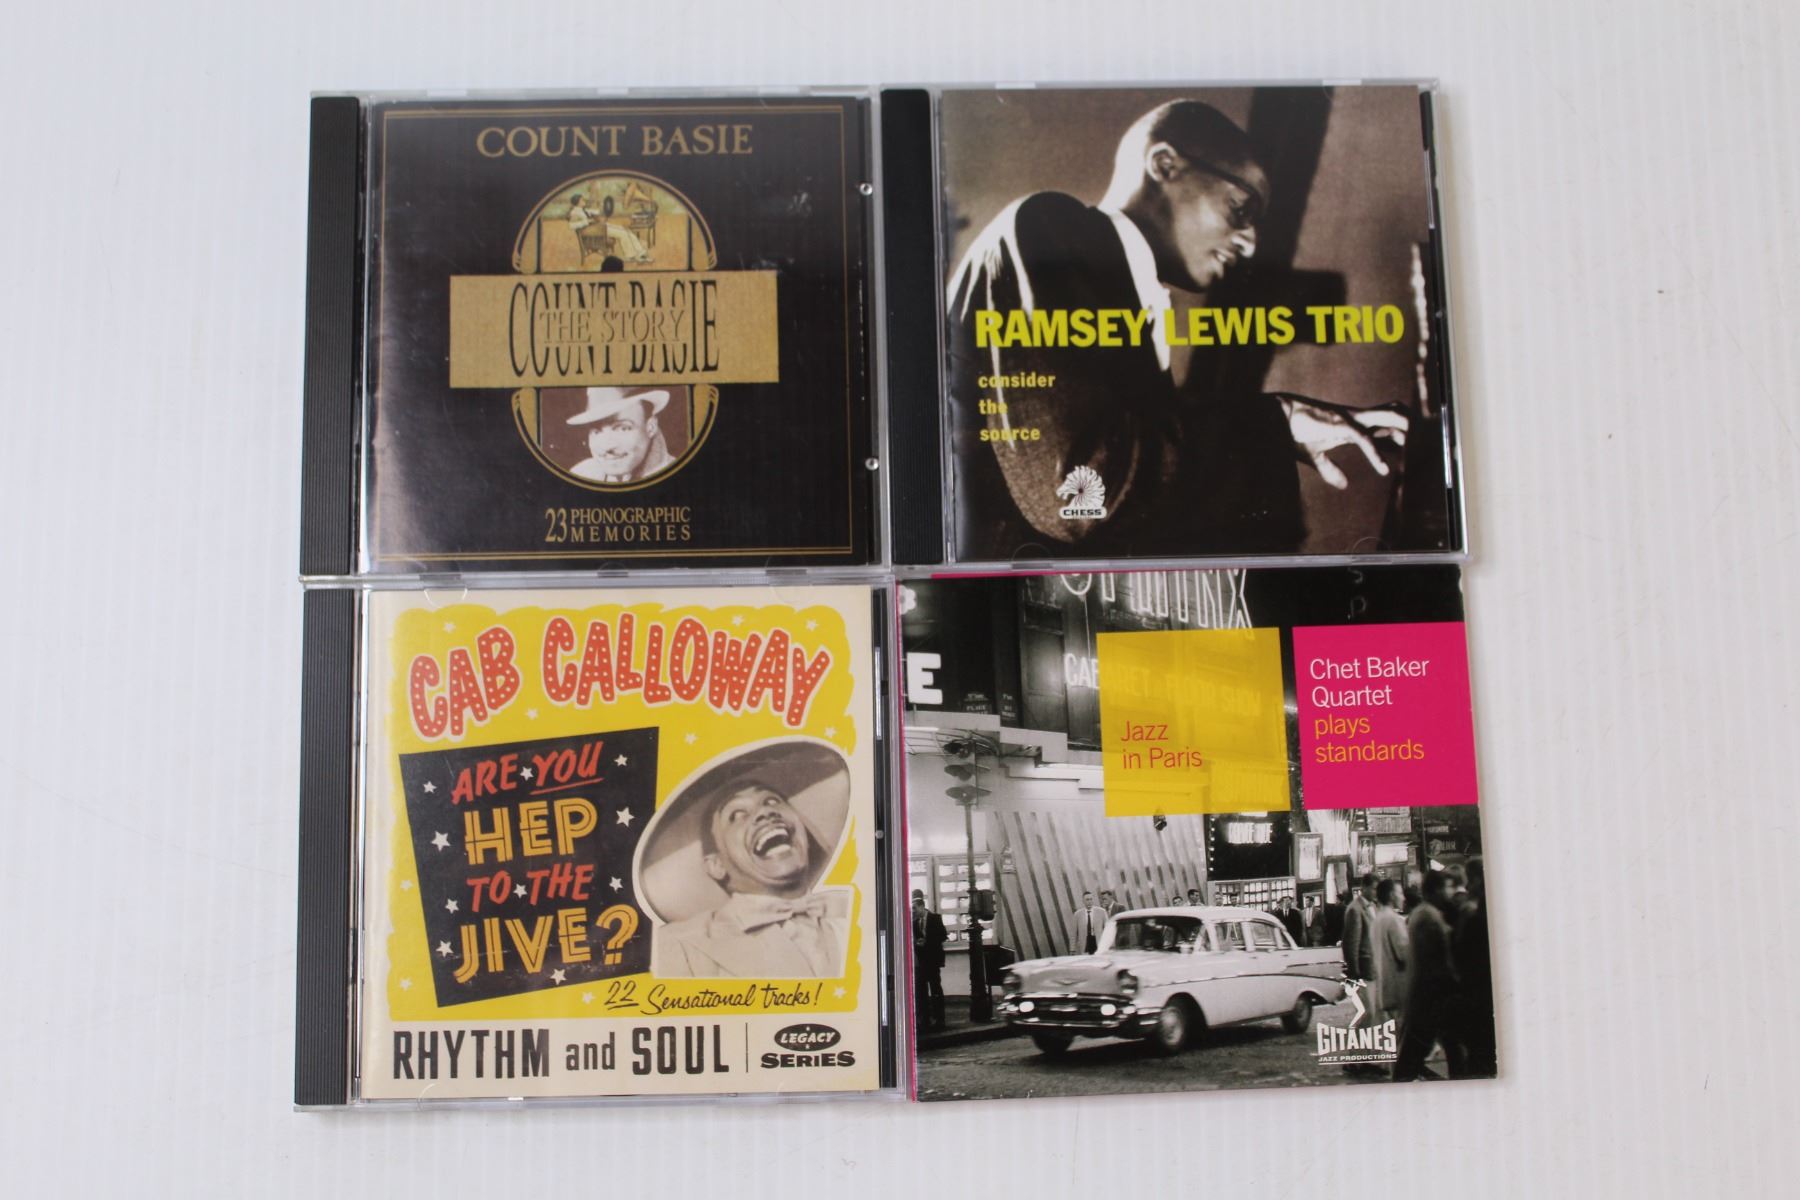 COUNT BASIE
COUNT BASIE
THE STORY
23 PHONOGRAPHIC
MEMORIES
RAMSEY LEWIS TRIO
consider
the
source
CHESS
CAB CALLOWAY
ARE YOU
HEP
TO THE
JIVE?
22 Sensational tracks!
RHYTHM and SOUL
LEGACY
SERIES
E
CABARET FLOOR SHOW
Jazz
in Paris
Chet Baker
Quartet
plays
standards
GITANES
JAZZ PRODUCTIONS